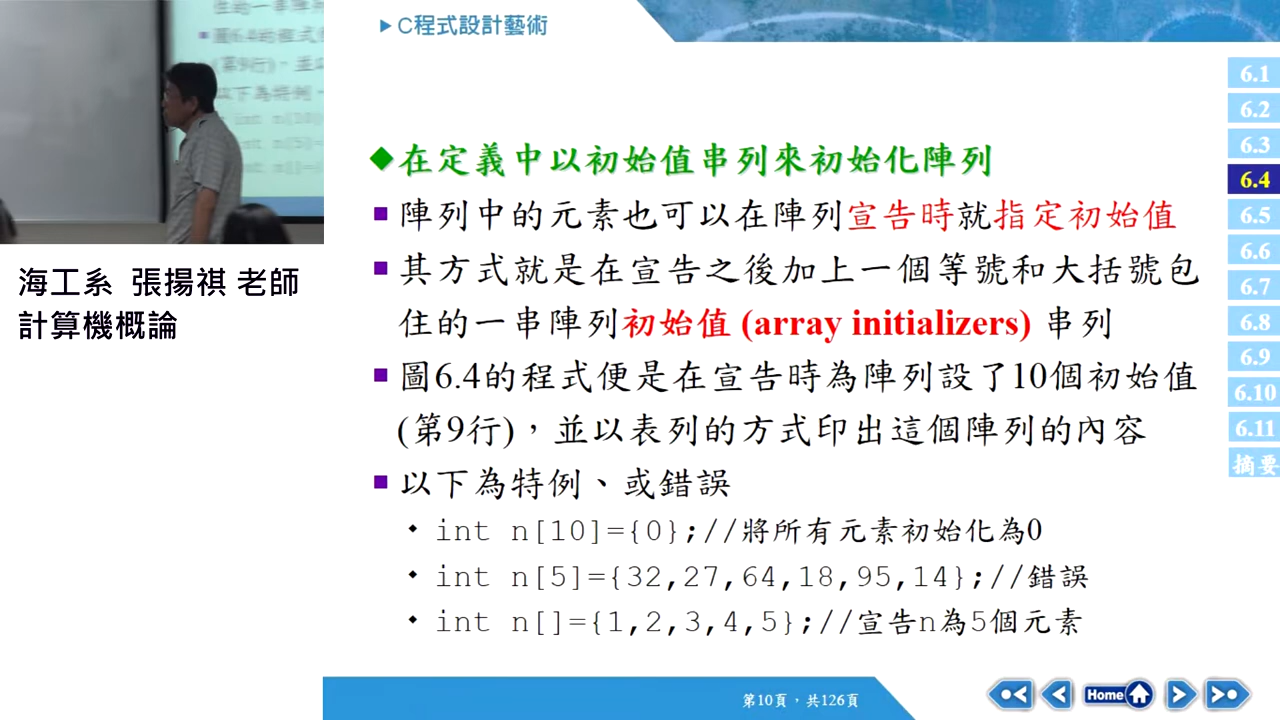 C程式設計藝術
6.1
6.2
6.3
6.4
6.5
6.6
6.7
6.8
6.9
6.10
6.11
摘要
◆在定義中以初始值串列來初始化陣列
陣列中的元素也可以在陣列宣告時就指定初始值
其方式就是在宣告之後加上一個等號和大括號包
住的一串陣列初始值 (array initializers) 串列
圖6.4的程式便是在宣告時為陣列設了10個初始值
(第9行)，並以表列的方式印出這個陣列的內容
以下為特例、或錯誤
int n[10]={0};//將所有元素初始化為0
int n[5]={32,27,64,18,95,14};//錯誤
int n[]={1,2,3,4,5};//宣告n為5個元素
海工系 張揚祺 老師
計算機概論
第10頁，共126頁
Home